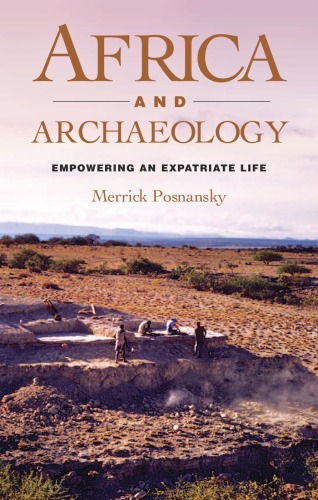 AFRICA
AND
ARCHAEOLOGY
EMPOWERING AN EXPATRIATE LIFE
Merrick Posnansky